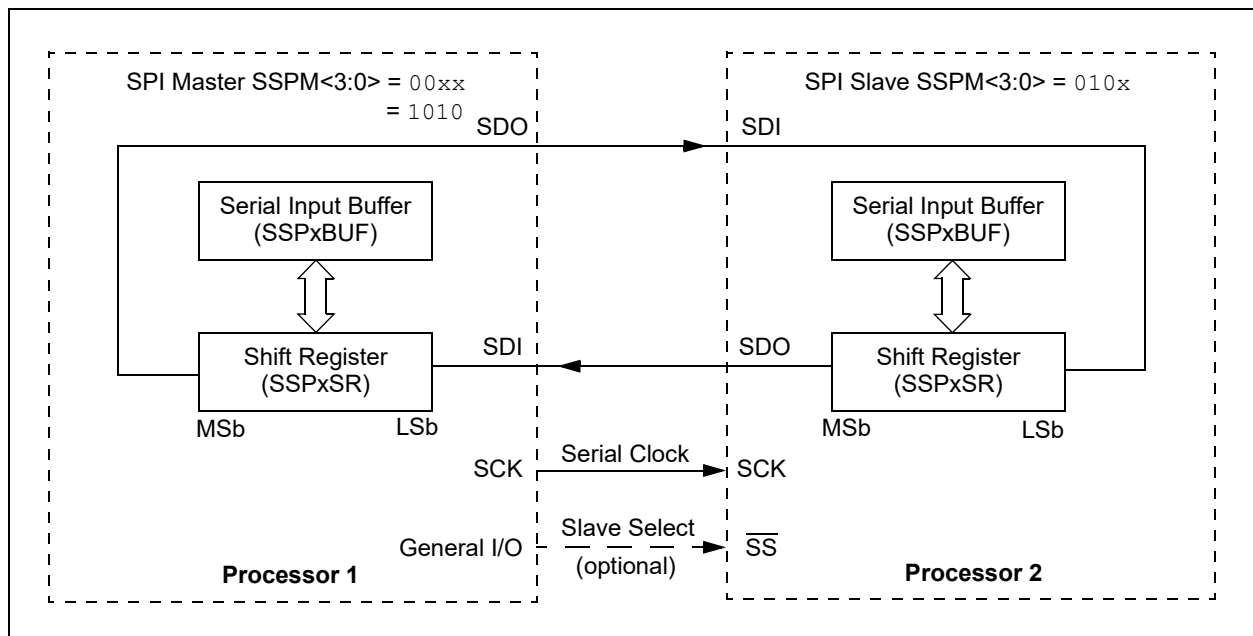 SPI Master SSPM<3:0> = 00xx
= 1010
SDO
Serial Input Buffer
(SSPxBUF)
Shift Register
(SSPxSR)
MSb
LSb
SDI
SCK
General I/O
Processor 1
Serial Clock
Slave Select
(optional)
SPI Slave SSPM<3:0> = 010x
SDI
Serial Input Buffer
(SSPxBUF)
SDO
Shift Register
(SSPxSR)
MSb
LSb
SCK
S̅S̅
Processor 2